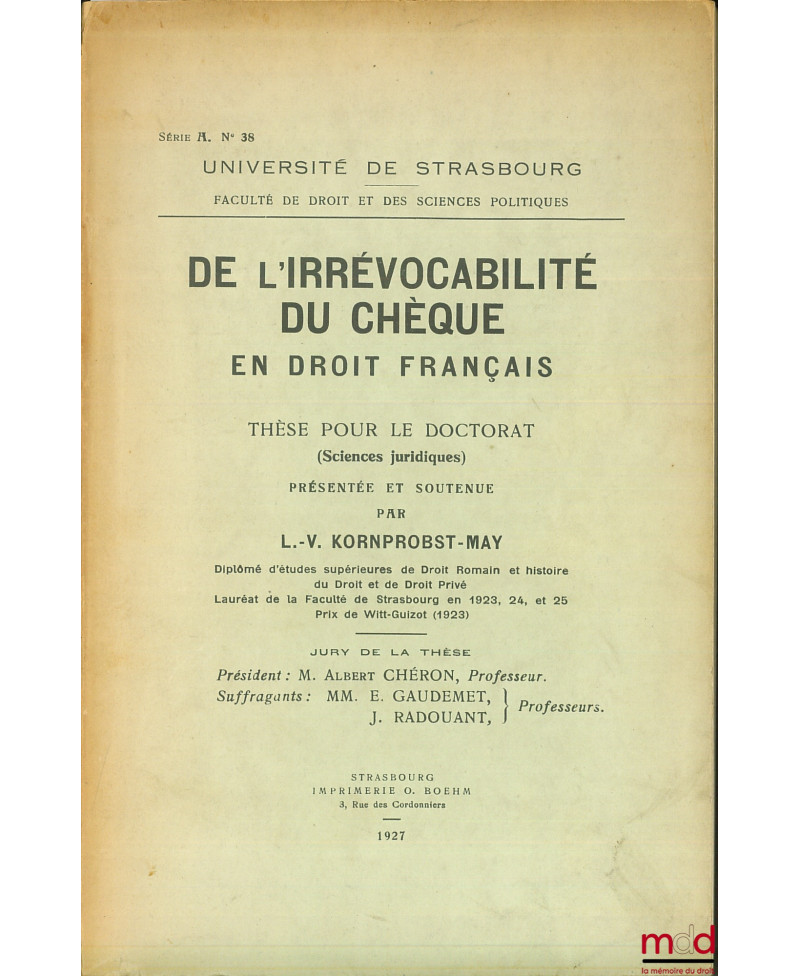 SÉRIE A. N° 38
UNIVERSITÉ DE STRASBOURG
FACULTÉ DE DROIT ET DES SCIENCES POLITIQUES
DE L'IRRÉVOCABILITÉ
DU CHÈQUE
EN DROIT FRANÇAIS
THÈSE POUR LE DOCTORAT
(Sciences juridiques)
PRÉSENTÉE ET SOUTENUE
PAR
L.-V. KORNPROBST-MAY
Diplômé d'études supérieures de Droit Romain et histoire
du Droit et de Droit Privé
Lauréat de la Faculté de Strasbourg en 1923, 24, et 25
Prix de Witt-Guizot (1923)
JURY DE LA THÈSE
Président : M. ALBERT CHÉRON, Professeur.
Suffragants : MM. E. GAUDEMET,
J. RADOUANT, } Professeurs.
STRASBOURG
IMPRIMERIE O. BOEHM
3, Rue des Cordonniers
1927
mdd
la mémoire du droit